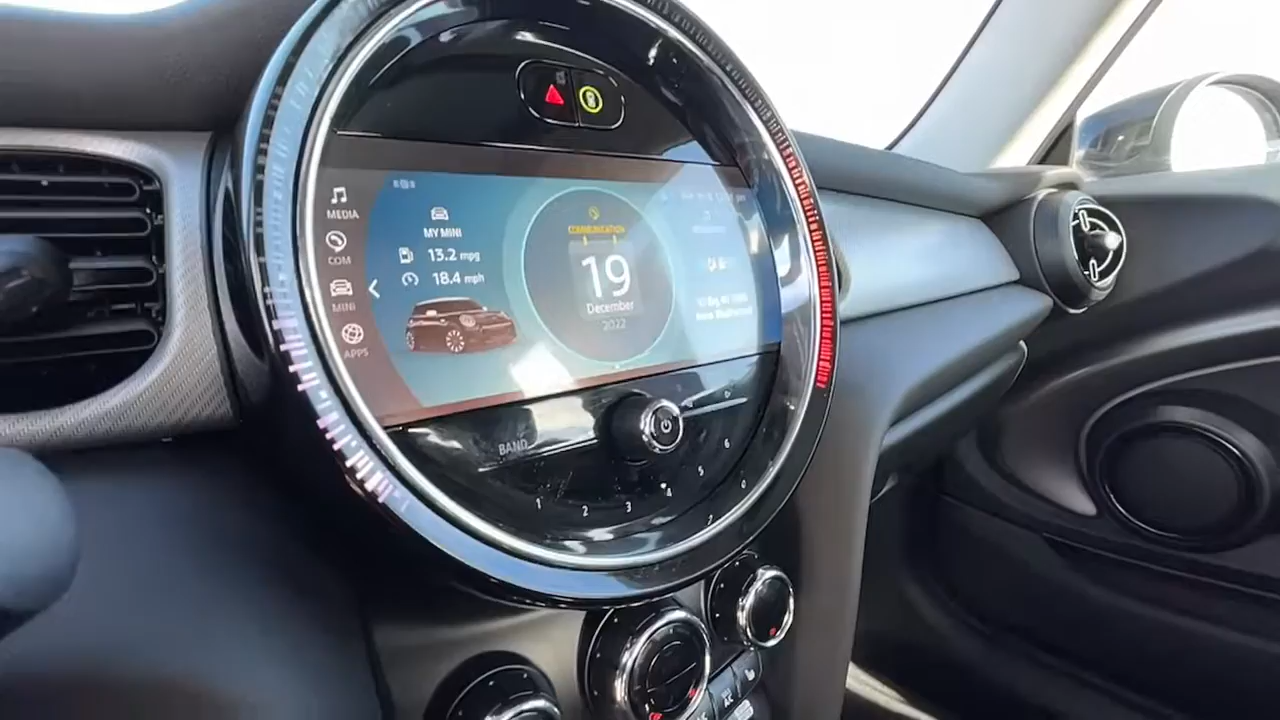 MEDIA
COM
MINI
APPS
MY MINI
13.2 mpg
18.4 mph
COMMUNICATION
19
December
2022
BAND
1
2
3
4
5
6
7